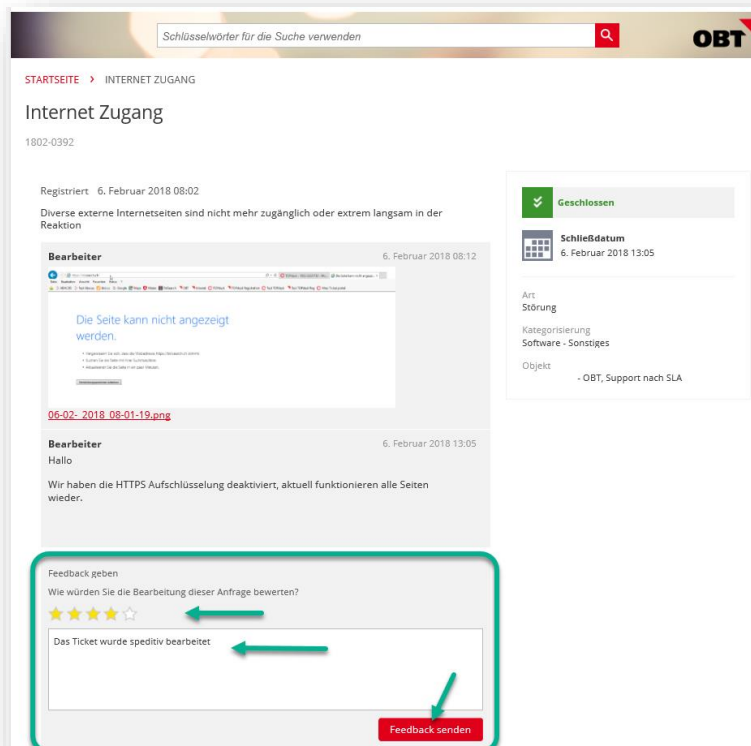 Schlüsselwörter für die Suche verwenden
OBT
STARTSEITE > INTERNET ZUGANG
Internet Zugang
1802-0392
Registriert 6. Februar 2018 08:02
Diverse externe Internetseiten sind nicht mehr zugänglich oder extrem langsam in der
Reaktion
Bearbeiter 6. Februar 2018 08:12
Die Seite kann nicht angezeigt
werden.
06-02-_2018_08-01-19.png
Bearbeiter 6. Februar 2018 13:05
Hallo
Wir haben die HTTPS Aufschlüsselung deaktiviert, aktuell funktionieren alle Seiten
wieder.
Feedback geben
Wie würden Sie die Bearbeitung dieser Anfrage bewerten?
Das Ticket wurde speditiv bearbeitet
Feedback senden
Geschlossen
Schließdatum
6. Februar 2018 13:05
Art
Störung
Kategorisierung
Software - Sonstiges
Objekt
- OBT, Support nach SLA